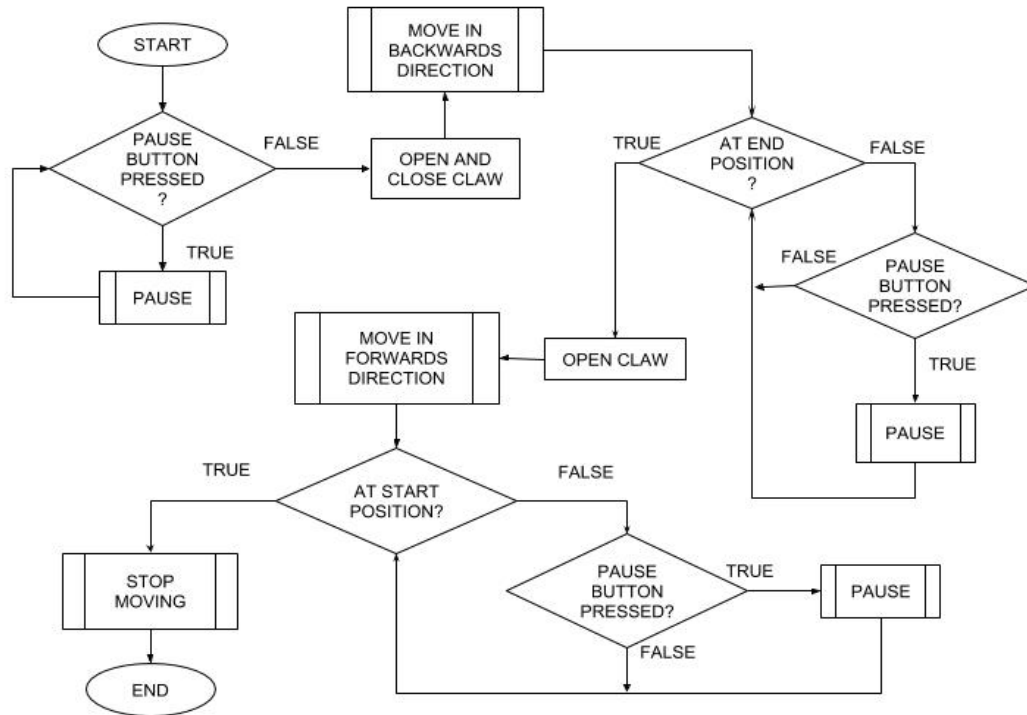 START
PAUSE
BUTTON
PRESSED
?
FALSE
TRUE
PAUSE
OPEN AND
CLOSE CLAW
MOVE IN
BACKWARDS
DIRECTION
AT END
POSITION
?
TRUE
FALSE
PAUSE
BUTTON
PRESSED?
FALSE
TRUE
PAUSE
OPEN CLAW
MOVE IN
FORWARDS
DIRECTION
AT START
POSITION?
TRUE
FALSE
PAUSE
BUTTON
PRESSED?
TRUE
PAUSE
FALSE
STOP
MOVING
END